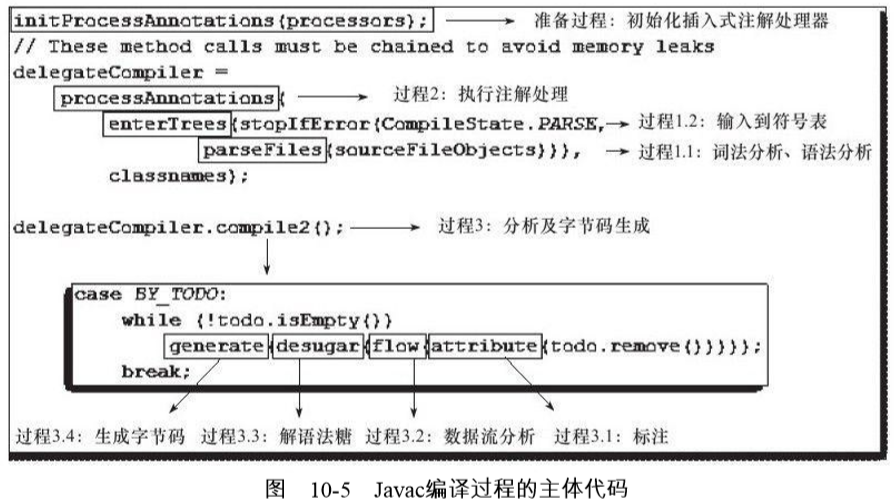 initProcessAnnotations(processors); 准备过程：初始化插入式注解处理器
// These method calls must be chained to avoid memory leaks
delegateCompiler =
processAnnotations( 过程2：执行注解处理
enterTrees(stopIfError(CompileState.PARSE, 过程1.2：输入到符号表
parseFiles(sourceFileObjects))), 过程1.1：词法分析、语法分析
classnames);
delegateCompiler.compile2(); 过程3：分析及字节码生成
case BY_TODO:
while (!todo.isEmpty())
generate(desugar(flow(attribute(todo.remove()))));
break;
过程3.4：生成字节码 过程3.3：解语法糖 过程3.2：数据流分析 过程3.1：标注
图 10-5 Javac编译过程的主体代码